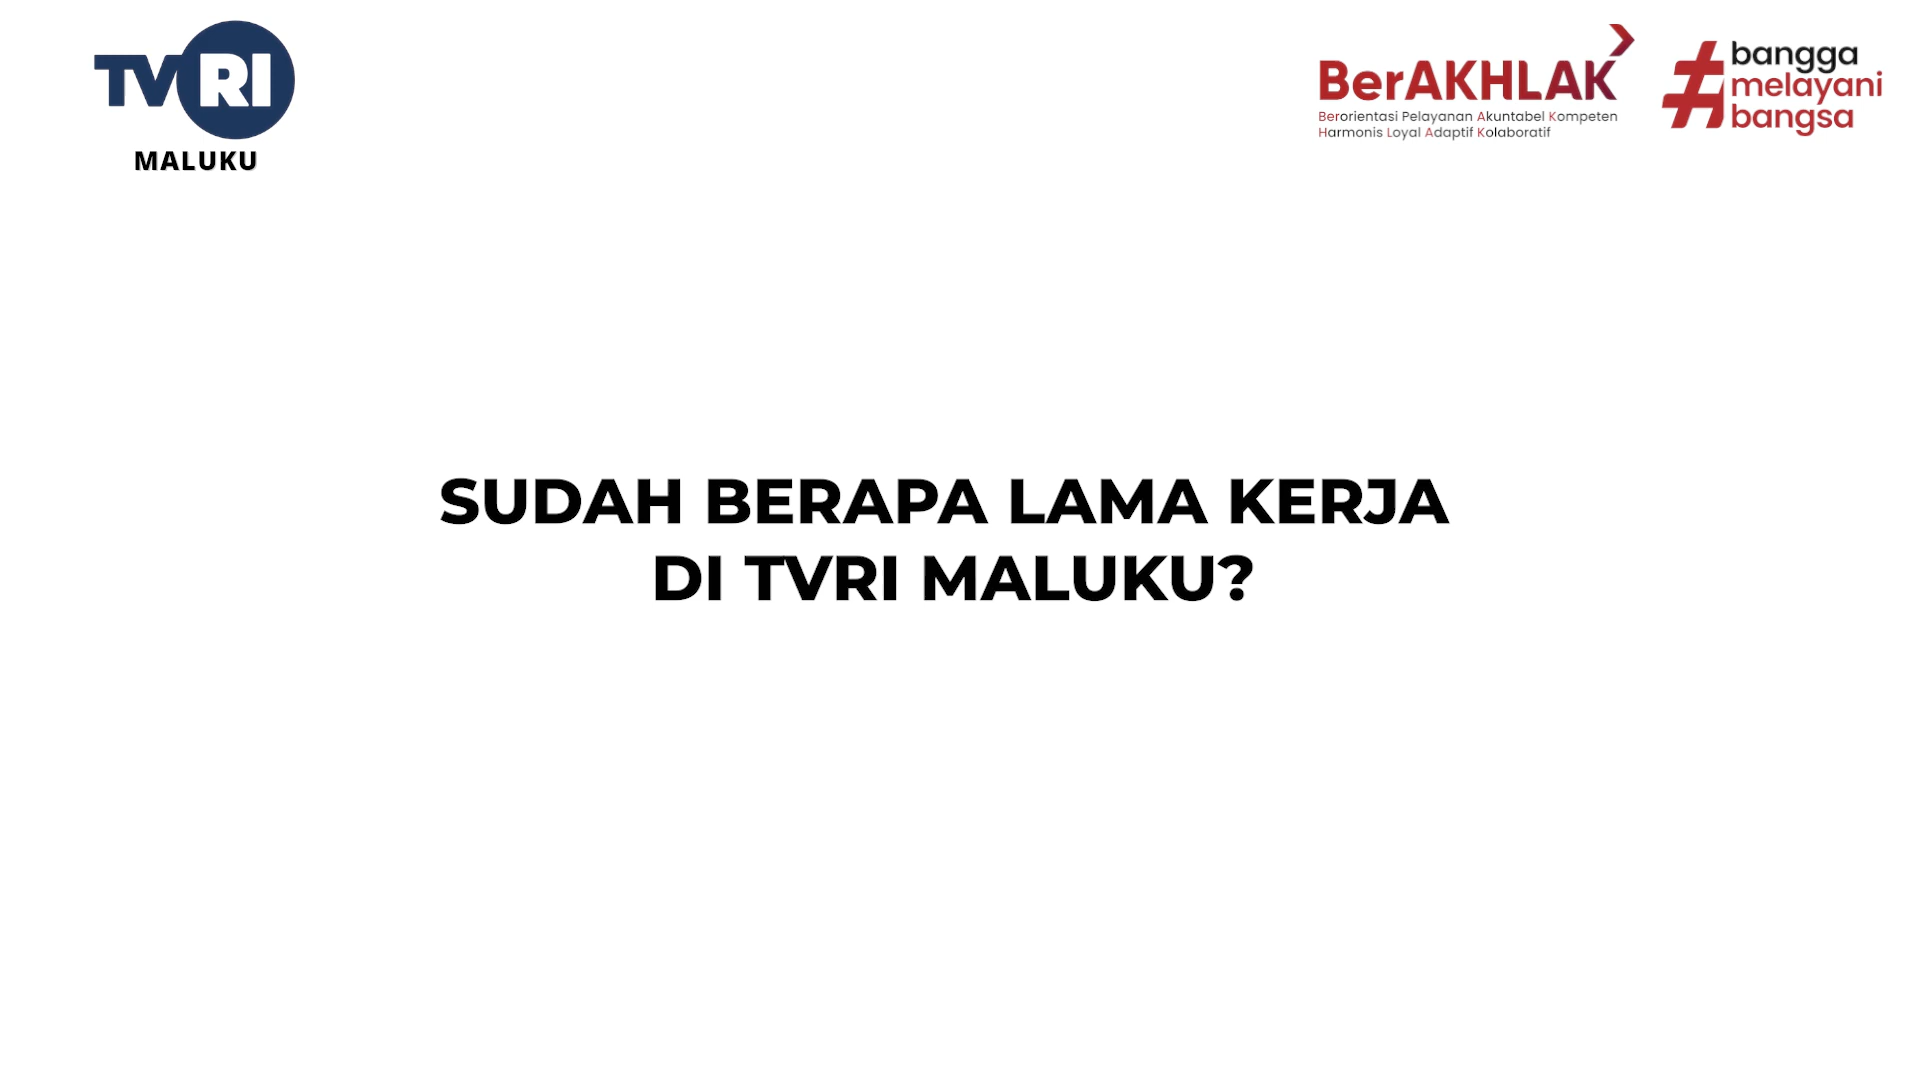 TVRI
MALUKU
BerAKHLAK
Berorientasi Pelayanan Akuntabel Kompeten
Harmonis Loyal Adaptif Kolaboratif
#bangga
melayani
bangsa
SUDAH BERAPA LAMA KERJA
DI TVRI MALUKU?